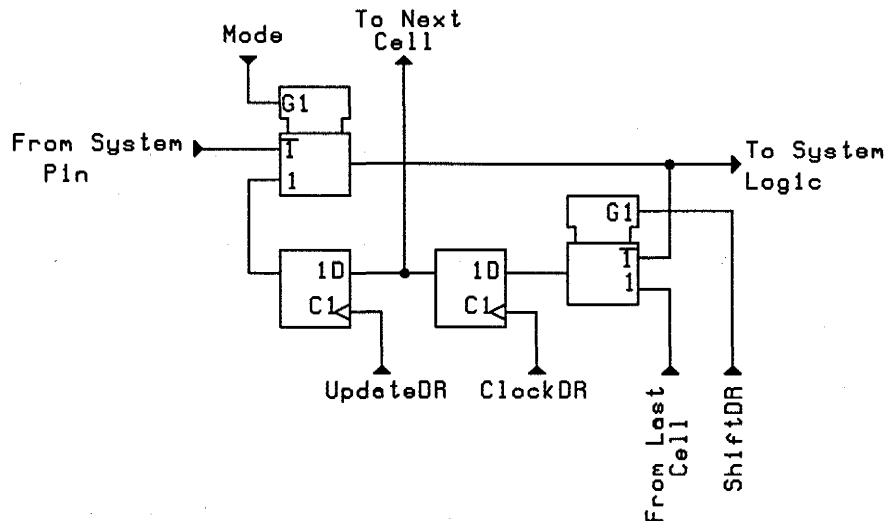 To Next
Cell
Mode
G1
From System
Pin
1
1
To System
Logic
G1
1
1
1D
C1
1D
C1
UpdateDR
ClockDR
From Last
Cell
ShiftDR